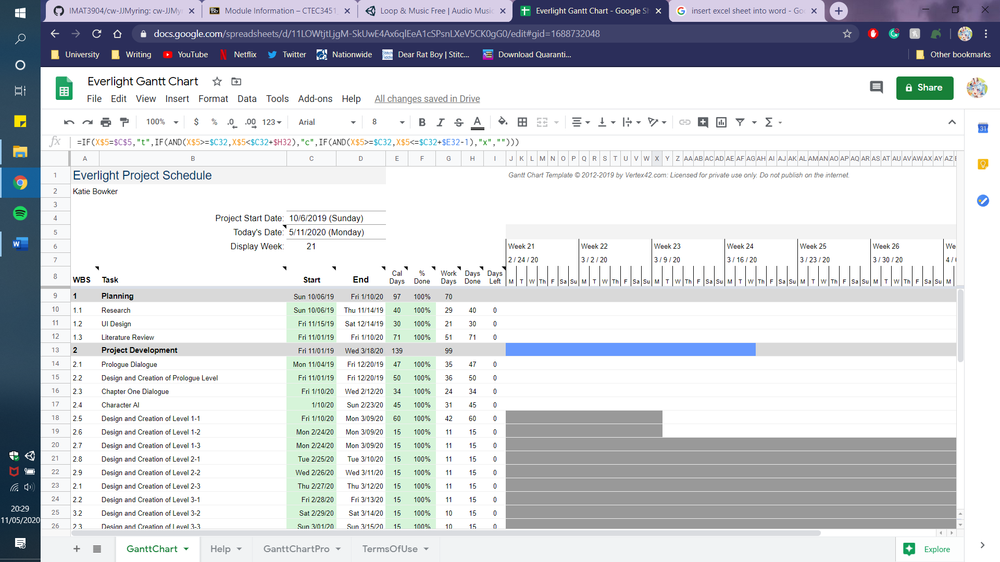 IMAT3904/cw-JJMyring: cw-JJMyr
Module Information – CTEC3451_
Loop & Music Free | Audio Music
Everlight Gantt Chart - Google Sh
insert excel sheet into word - Goo
docs.google.com/spreadsheets/d/11LOWtjtLjgM-SkUwE4Ax6qlEeA1cSPsnLXeV5CK0gG0/edit#gid=1688732048
University Writing YouTube Netflix Twitter Nationwide Dear Rat Boy | Stitc... Download Quaranti... Other bookmarks
Everlight Gantt Chart
File Edit View Insert Format Data Tools Add-ons Help All changes saved in Drive
Share
100% $ % .0 .00 123 Arial 8 B I S A
fx =IF(X$5=$C$5,"t",IF(AND(X$5>=$C32,X$5<$C32+$H32),"c",IF(AND(X$5>=$C32,X$5<=$C32+$E32-1),"x","")))
A B C D E F G H I J K L M N O P Q R S T U V W X Y Z AA AB AC AD AE AF AG AH AI AJ AK AL AM AN AO AP AQ AR AS AT AU AV AW AX AY AZ
1 Everlight Project Schedule Gantt Chart Template © 2012-2019 by Vertex42.com: Licensed for private use only. Do not publish on the internet.
2 Katie Bowker
3
4 Project Start Date: 10/6/2019 (Sunday)
5 Today's Date: 5/11/2020 (Monday)
6 Display Week: 21 Week 21 Week 22 Week 23 Week 24 Week 25 Week 26 We
7 2 / 24 / 20 3 / 2 / 20 3 / 9 / 20 3 / 16 / 20 3 / 23 / 20 3 / 30 / 20 4 /
8 WBS Task Start End Cal Days % Done Work Days Days Done Days Left M T W Th F Sa Su M T W Th F Sa Su M T W Th F Sa Su M T W Th F Sa Su M T W Th F Sa Su M T W Th F Sa Su M
9 1 Planning Sun 10/06/19 Fri 1/10/20 97 100% 70
10 1.1 Research Sun 10/06/19 Thu 11/14/19 40 100% 29 40 0
11 1.2 UI Design Fri 11/15/19 Sat 12/14/19 30 100% 21 30 0
12 1.3 Literature Review Fri 11/01/19 Fri 1/10/20 71 100% 51 71 0
13 2 Project Development Fri 11/01/19 Wed 3/18/20 139 99
14 2.1 Prologue Dialogue Mon 11/04/19 Fri 12/20/19 47 100% 35 47 0
15 2.2 Design and Creation of Prologue Level Fri 11/01/19 Fri 12/20/19 50 100% 36 50 0
16 2.3 Chapter One Dialogue Fri 1/10/20 Wed 2/12/20 34 100% 24 34 0
17 2.4 Character AI 1/10/20 Sun 2/23/20 45 100% 31 45 0
18 2.5 Design and Creation of Level 1-1 Fri 1/10/20 Mon 3/09/20 60 100% 42 60 0
19 2.6 Design and Creation of Level 1-2 Mon 2/24/20 Mon 3/09/20 15 100% 11 15 0
20 2.7 Design and Creation of Level 1-3 Mon 2/24/20 Mon 3/09/20 15 100% 11 15 0
21 2.8 Design and Creation of Level 2-1 Tue 2/25/20 Tue 3/10/20 15 100% 11 15 0
22 2.9 Design and Creation of Level 2-2 Wed 2/26/20 Wed 3/11/20 15 100% 11 15 0
23 2.1 Design and Creation of Level 2-3 Thu 2/27/20 Thu 3/12/20 15 100% 11 15 0
24 2.2 Design and Creation of Level 3-1 Fri 2/28/20 Fri 3/13/20 15 100% 11 15 0
25 3.2 Design and Creation of Level 3-2 Sat 2/29/20 Sat 3/14/20 15 100% 10 15 0
26 2.3 Design and Creation of Level 3-3 Sun 3/01/20 Sun 3/15/20 15 100% 10 15 0
20:29
11/05/2020
GanttChart Help GanttChartPro TermsOfUse Explore